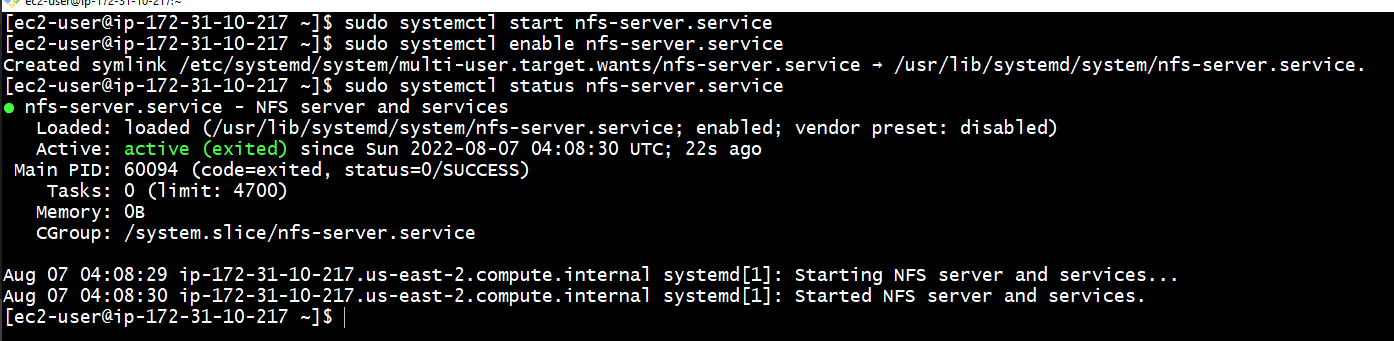 ec2-user@ip-172-31-10-217:~
[ec2-user@ip-172-31-10-217 ~]$ sudo systemctl start nfs-server.service
[ec2-user@ip-172-31-10-217 ~]$ sudo systemctl enable nfs-server.service
Created symlink /etc/systemd/system/multi-user.target.wants/nfs-server.service → /usr/lib/systemd/system/nfs-server.service.
[ec2-user@ip-172-31-10-217 ~]$ sudo systemctl status nfs-server.service
● nfs-server.service - NFS server and services
   Loaded: loaded (/usr/lib/systemd/system/nfs-server.service; enabled; vendor preset: disabled)
   Active: active (exited) since Sun 2022-08-07 04:08:30 UTC; 22s ago
 Main PID: 60094 (code=exited, status=0/SUCCESS)
    Tasks: 0 (limit: 4700)
   Memory: 0B
   CGroup: /system.slice/nfs-server.service
Aug 07 04:08:29 ip-172-31-10-217.us-east-2.compute.internal systemd[1]: Starting NFS server and services...
Aug 07 04:08:30 ip-172-31-10-217.us-east-2.compute.internal systemd[1]: Started NFS server and services.
[ec2-user@ip-172-31-10-217 ~]$